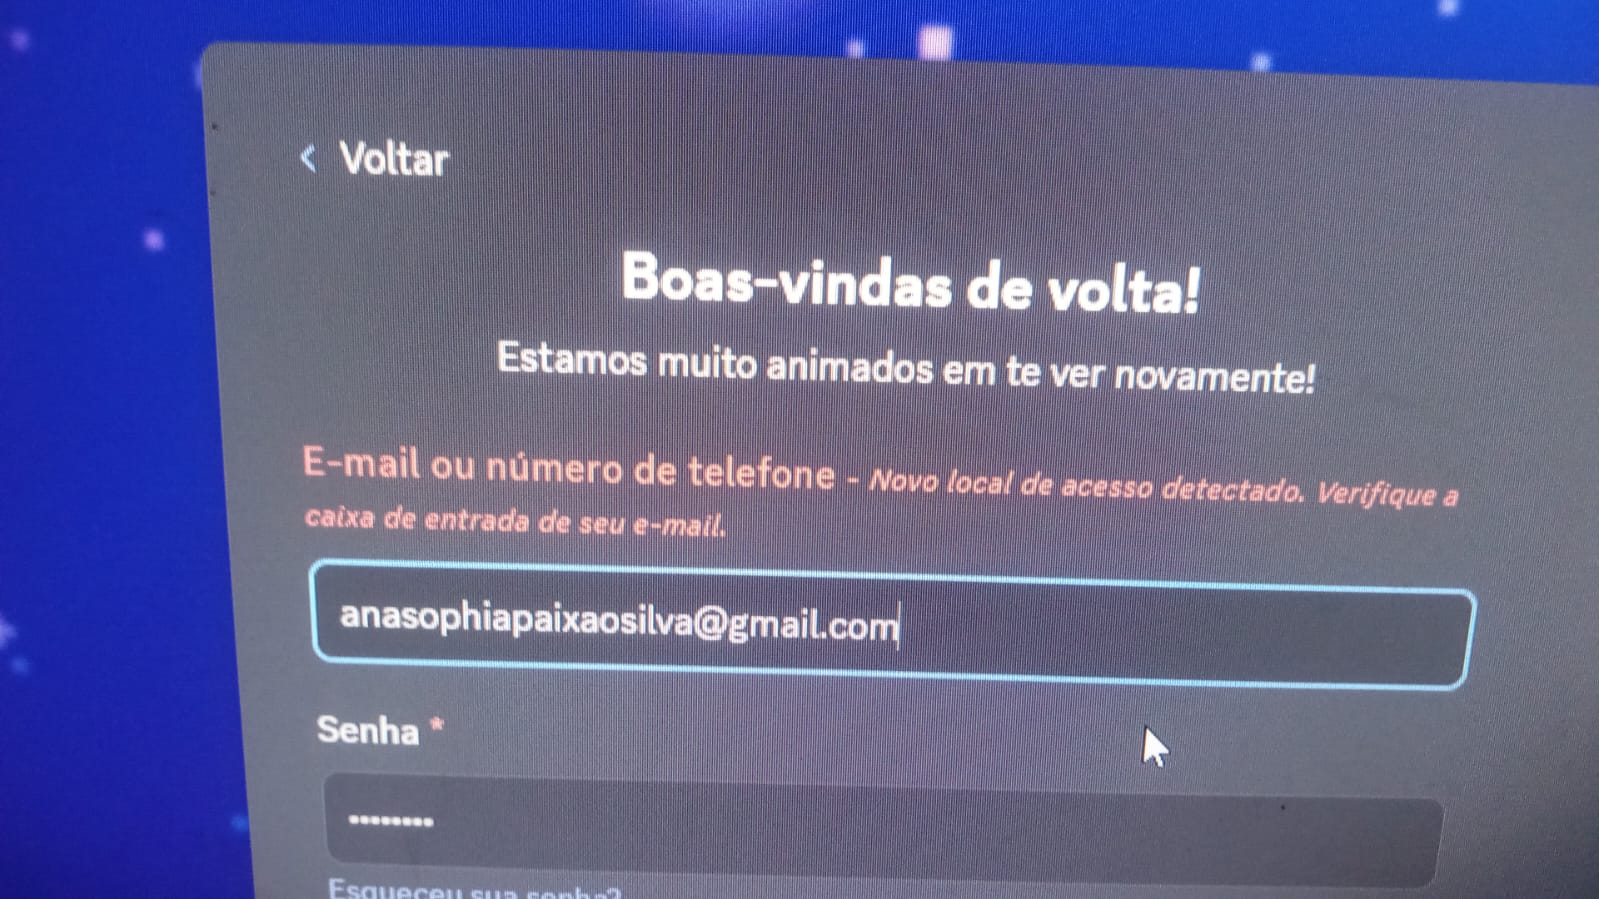 Voltar
Boas-vindas de volta!
Estamos muito animados em te ver novamente!
E-mail ou número de telefone - Novo local de acesso detectado. Verifique a
caixa de entrada de seu e-mail.
anasophiapaixaosilva@gmail.com
Senha *
••••••••
Esqueceu sua senha?